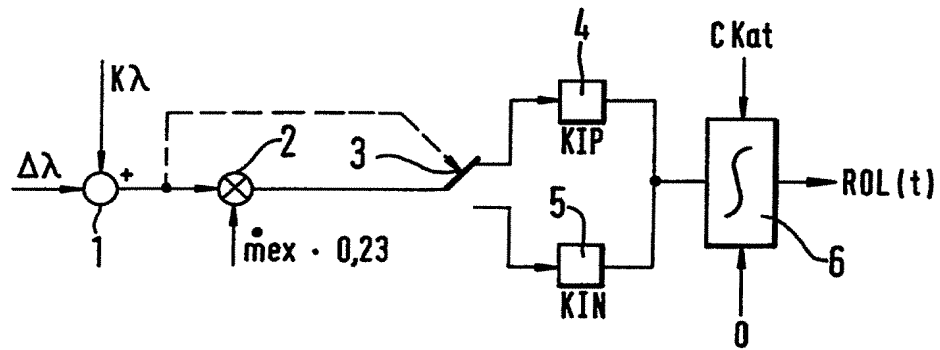 4
C Kat
Kλ
Δλ
+
2
3
KIP
1
5
ROL(t)
ṁex · 0,23
6
KIN
0